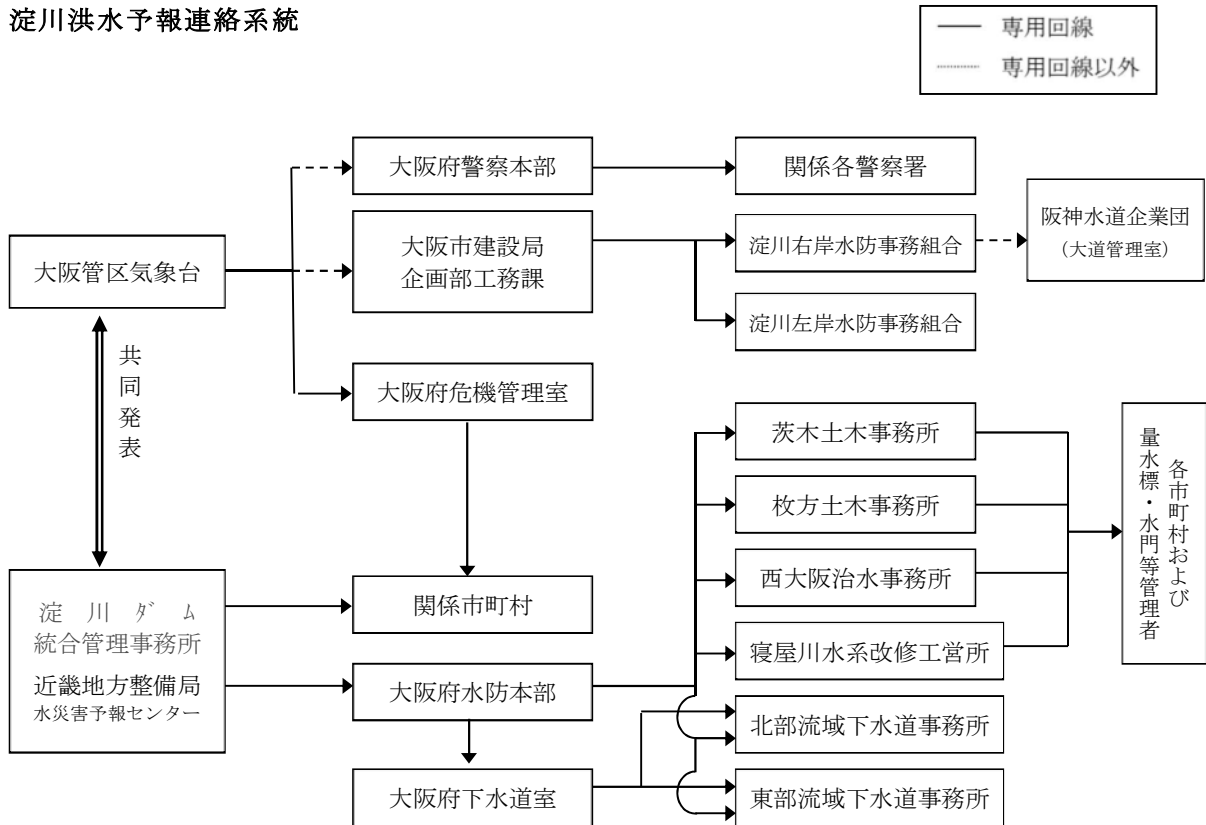 淀川洪水予報連絡系統
専用回線
専用回線以外
大阪府警察本部
関係各警察署
阪神水道企業団
（大道管理室）
大阪管区気象台
大阪市建設局
企画部工務課
淀川右岸水防事務組合
淀川左岸水防事務組合
共同発表
大阪府危機管理室
茨木土木事務所
枚方土木事務所
西大阪治水事務所
寝屋川水系改修工営所
各市町村および
量水標・水門等管理者
淀川ﾀﾞﾑ
統合管理事務所
近畿地方整備局
水災害予報センター
関係市町村
大阪府水防本部
北部流域下水道事務所
大阪府下水道室
東部流域下水道事務所